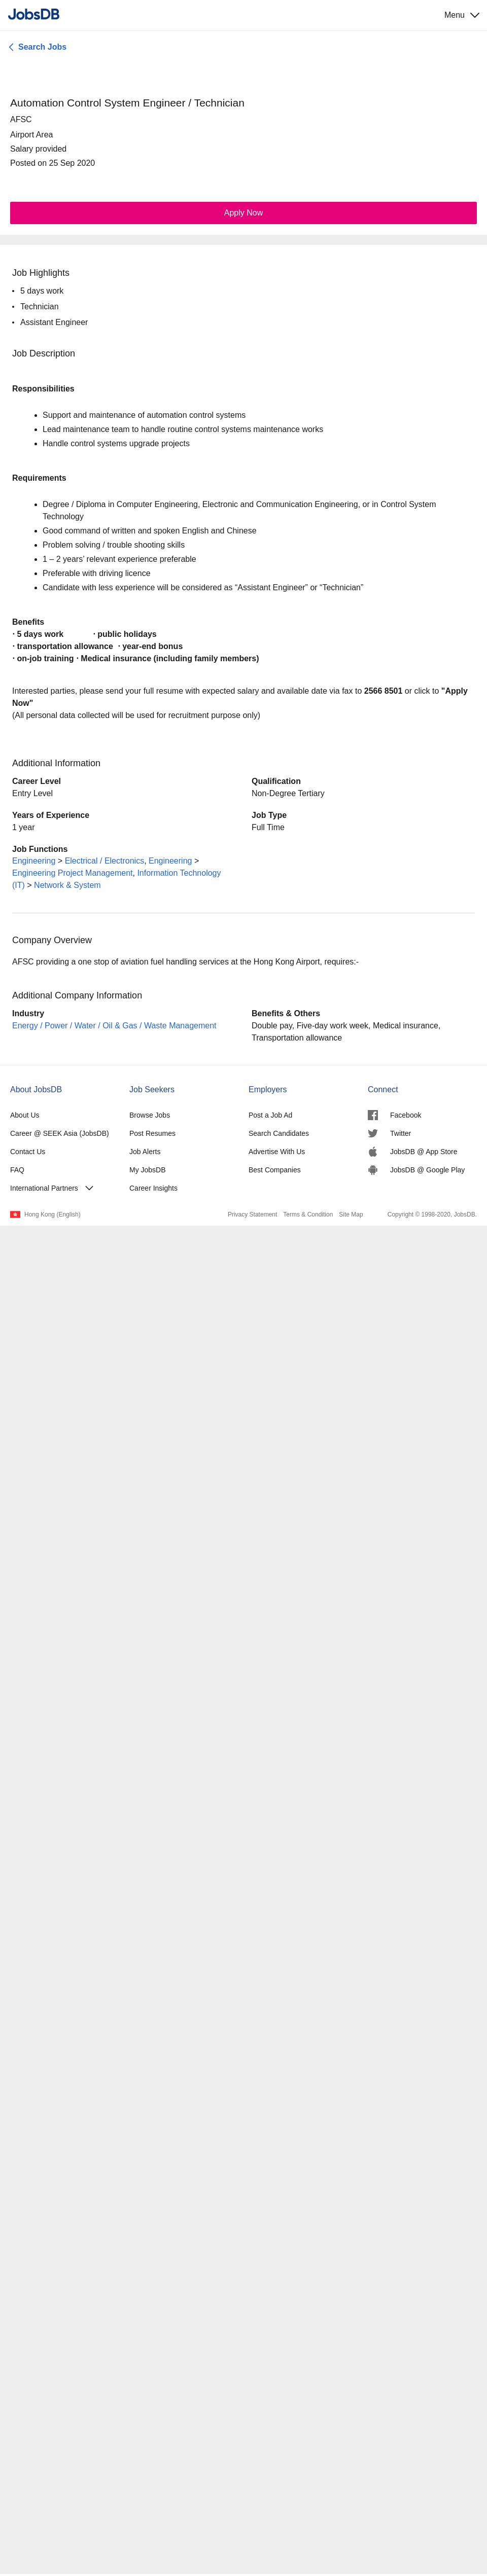 JobsDB
Menu
Search Jobs
Automation Control System Engineer / Technician
AFSC
Airport Area
Salary provided
Posted on 25 Sep 2020
Apply Now
Job Highlights
• 5 days work
• Technician
• Assistant Engineer
Job Description
Responsibilities
• Support and maintenance of automation control systems
• Lead maintenance team to handle routine control systems maintenance works
• Handle control systems upgrade projects
Requirements
• Degree / Diploma in Computer Engineering, Electronic and Communication Engineering, or in Control System
Technology
• Good command of written and spoken English and Chinese
• Problem solving / trouble shooting skills
• 1 – 2 years’ relevant experience preferable
• Preferable with driving licence
• Candidate with less experience will be considered as “Assistant Engineer” or “Technician”
Benefits
· 5 days work · public holidays
· transportation allowance · year-end bonus
· on-job training · Medical insurance (including family members)
Interested parties, please send your full resume with expected salary and available date via fax to 2566 8501 or click to "Apply
Now"
(All personal data collected will be used for recruitment purpose only)
Additional Information
Career Level
Entry Level
Qualification
Non-Degree Tertiary
Years of Experience
1 year
Job Type
Full Time
Job Functions
Engineering > Electrical / Electronics, Engineering >
Engineering Project Management, Information Technology
(IT) > Network & System
Company Overview
AFSC providing a one stop of aviation fuel handling services at the Hong Kong Airport, requires:-
Additional Company Information
Industry
Energy / Power / Water / Oil & Gas / Waste Management
Benefits & Others
Double pay, Five-day work week, Medical insurance,
Transportation allowance
About JobsDB
About Us
Career @ SEEK Asia (JobsDB)
Contact Us
FAQ
International Partners
Job Seekers
Browse Jobs
Post Resumes
Job Alerts
My JobsDB
Career Insights
Employers
Post a Job Ad
Search Candidates
Advertise With Us
Best Companies
Connect
Facebook
Twitter
JobsDB @ App Store
JobsDB @ Google Play
Hong Kong (English)
Privacy Statement Terms & Condition Site Map
Copyright © 1998-2020, JobsDB.